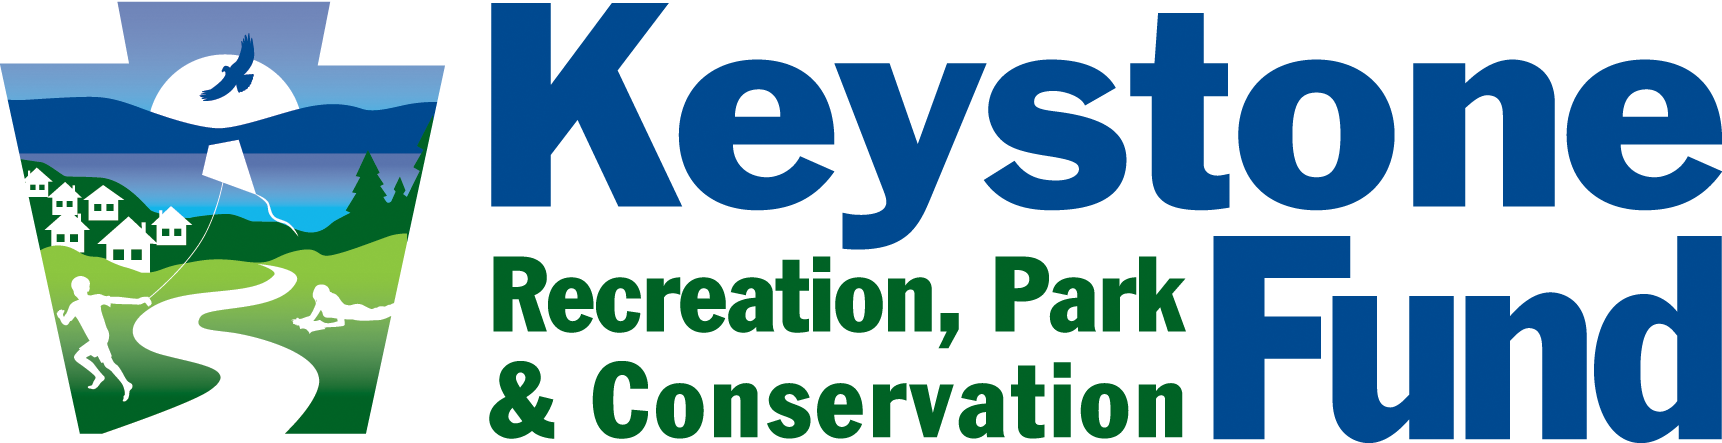 Keystone
Recreation, Park
& Conservation
Fund